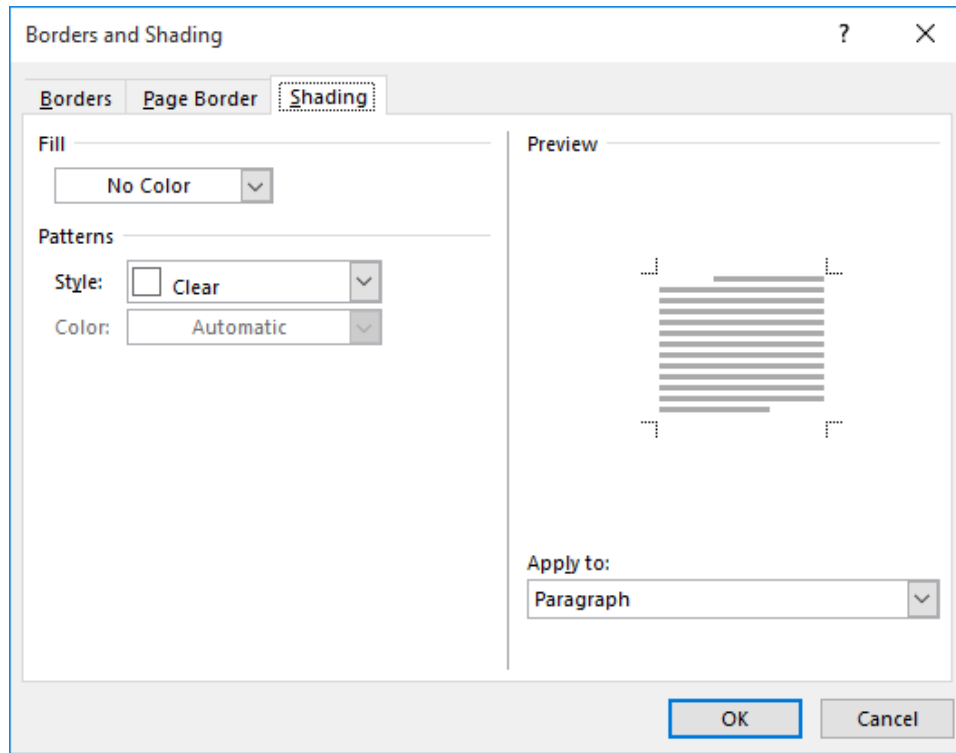 Borders and Shading
?
Borders Page Border Shading
Fill
No Color
Patterns
Style: Clear
Color: Automatic
Preview
Apply to:
Paragraph
OK Cancel